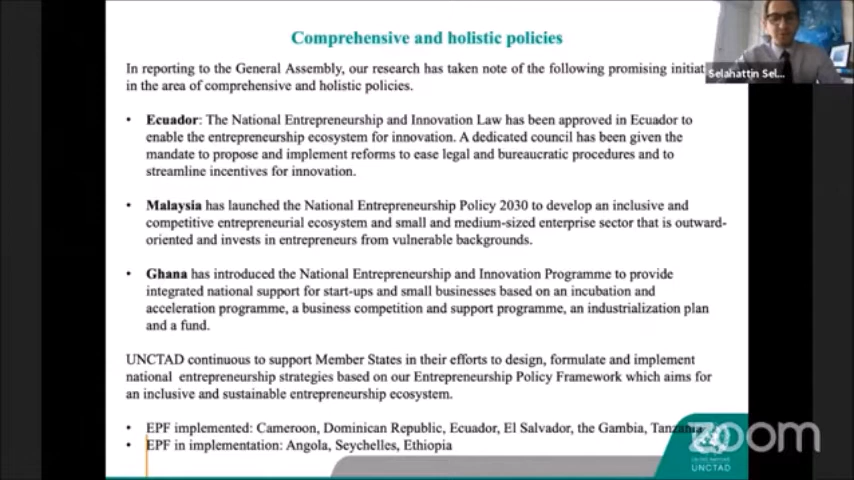 Comprehensive and holistic policies
In reporting to the General Assembly, our research has taken note of the following promising
Selahattin Sel...
in the area of comprehensive and holistic policies.
• Ecuador: The National Entrepreneurship and Innovation Law has been approved in Ecuador to
enable the entrepreneurship ecosystem for innovation. A dedicated council has been given the
mandate to propose and implement reforms to ease legal and bureaucratic procedures and to
streamline incentives for innovation.
• Malaysia has launched the National Entrepreneurship Policy 2030 to develop an inclusive and
competitive entrepreneurial ecosystem and small and medium-sized enterprise sector that is outward-
oriented and invests in entrepreneurs from vulnerable backgrounds.
• Ghana has introduced the National Entrepreneurship and Innovation Programme to provide
integrated national support for start-ups and small businesses based on an incubation and
acceleration programme, a business competition and support programme, an industrialization plan
and a fund.
UNCTAD continuous to support Member States in their efforts to design, formulate and implement
national entrepreneurship strategies based on our Entrepreneurship Policy Framework which aims for
an inclusive and sustainable entrepreneurship ecosystem.
• EPF implemented: Cameroon, Dominican Republic, Ecuador, El Salvador, the Gambia, Tanzania
• EPF in implementation: Angola, Seychelles, Ethiopia
zoom
UNCTAD